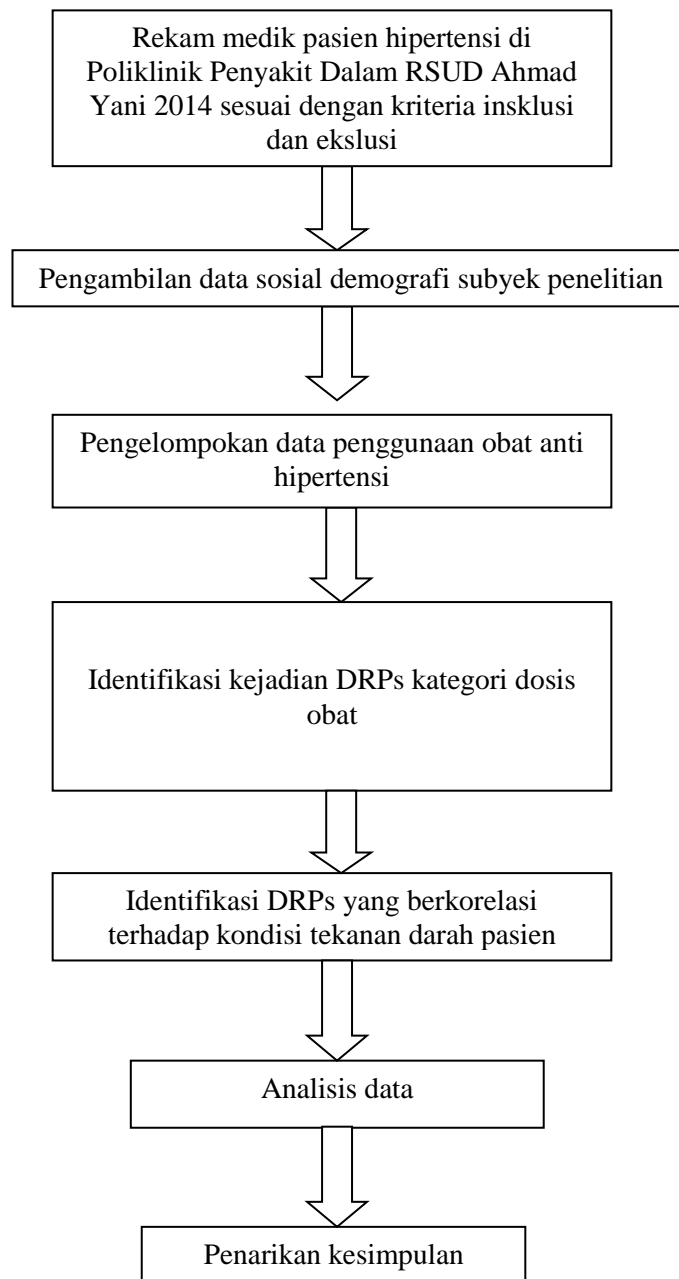 Rekam medik pasien hipertensi di
Poliklinik Penyakit Dalam RSUD Ahmad
Yani 2014 sesuai dengan kriteria insklusi
dan ekslusi
Pengambilan data sosial demografi subyek penelitian
Pengelompokan data penggunaan obat anti
hipertensi
Identifikasi kejadian DRPs kategori dosis
obat
Identifikasi DRPs yang berkorelasi
terhadap kondisi tekanan darah pasien
Analisis data
Penarikan kesimpulan